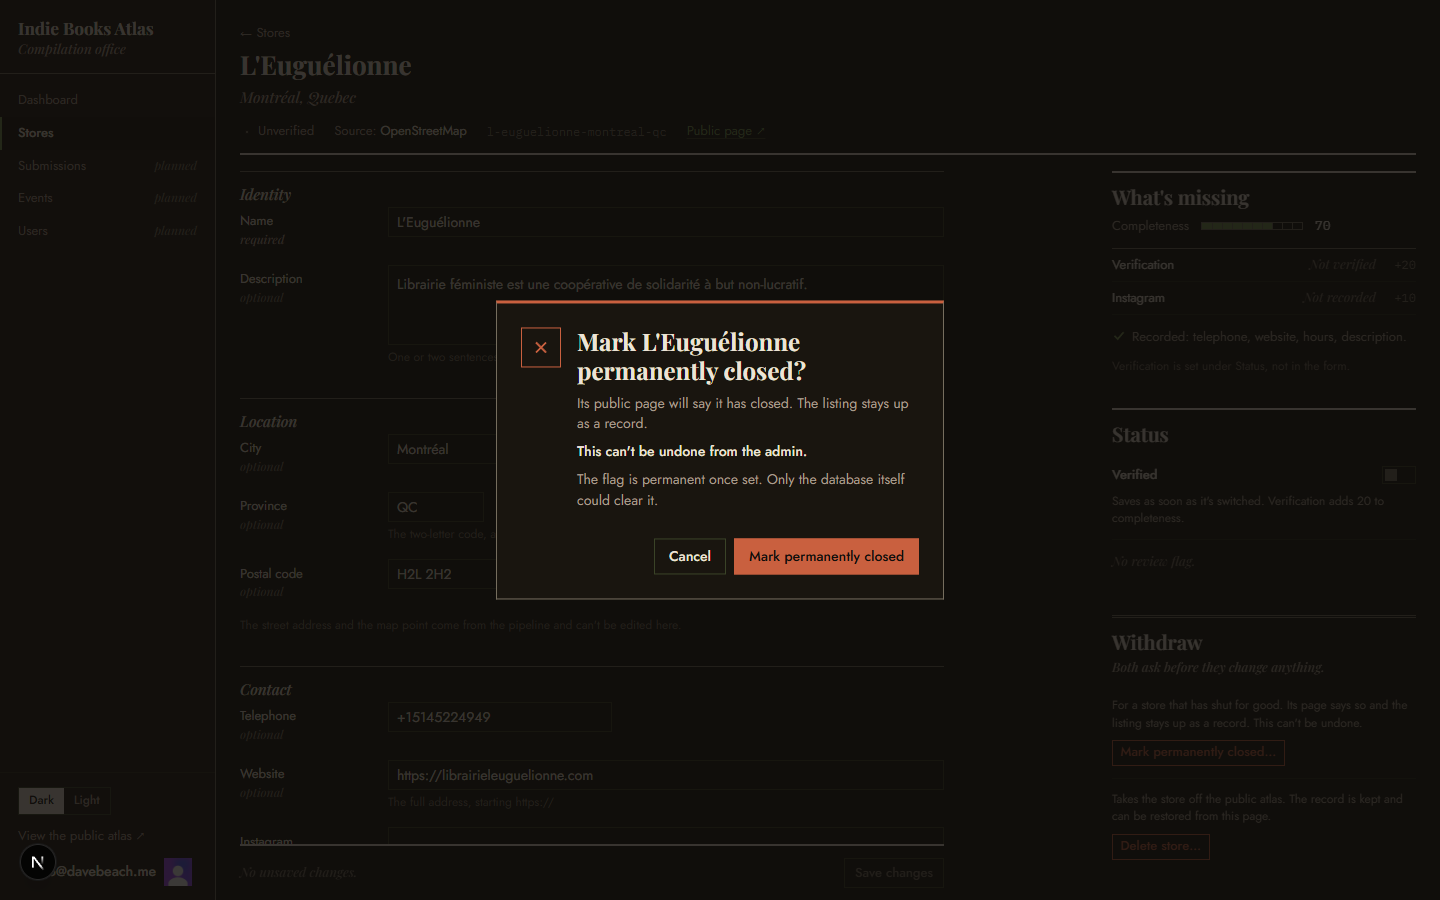 Indie Books Atlas
Compilation office
Dashboard
Stores
Submissions planned
Events planned
Users planned
Dark Light
View the public atlas ↗
N
@davebeach.me
← Stores
L'Euguélionne
Montréal, Quebec
· Unverified Source: OpenStreetMap l-euguelionne-montreal-qc Public page ↗
Identity
Name
required
L'Euguélionne
Description
optional
Librairie féministe est une coopérative de solidarité à but non-lucratif.
One or two sentences
Location
City
optional
Montréal
Province
optional
QC
The two-letter code,
Postal code
optional
H2L 2H2
The street address and the map point come from the pipeline and can't be edited here.
Contact
Telephone
optional
+15145224949
Website
optional
https://librairieleuguelionne.com
The full address, starting https://
Instagram
No unsaved changes.
Save changes
Mark L'Euguélionne
permanently closed?
Its public page will say it has closed. The listing stays up
as a record.
This can't be undone from the admin.
The flag is permanent once set. Only the database itself
could clear it.
Cancel
Mark permanently closed
What's missing
Completeness 70
Verification Not verified +20
Instagram Not recorded +10
✓ Recorded: telephone, website, hours, description.
Verification is set under Status, not in the form.
Status
Verified
Saves as soon as it's switched. Verification adds 20 to
completeness.
No review flag.
Withdraw
Both ask before they change anything.
For a store that has shut for good. Its page says so and the
listing stays up as a record. This can't be undone.
Mark permanently closed...
Takes the store off the public atlas. The record is kept and
can be restored from this page.
Delete store...